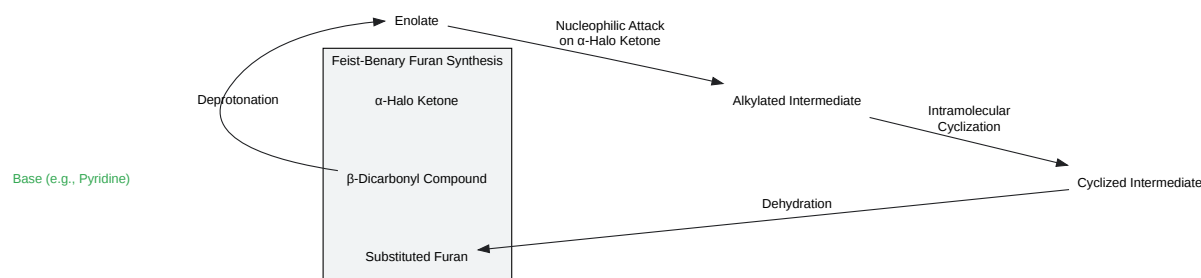 Enolate
Nucleophilic Attack
on α-Halo Ketone
Feist-Benary Furan Synthesis
Deprotonation
α-Halo Ketone
Alkylated Intermediate
Intramolecular
Cyclization
Base (e.g., Pyridine)
β-Dicarbonyl Compound
Cyclized Intermediate
Dehydration
Substituted Furan